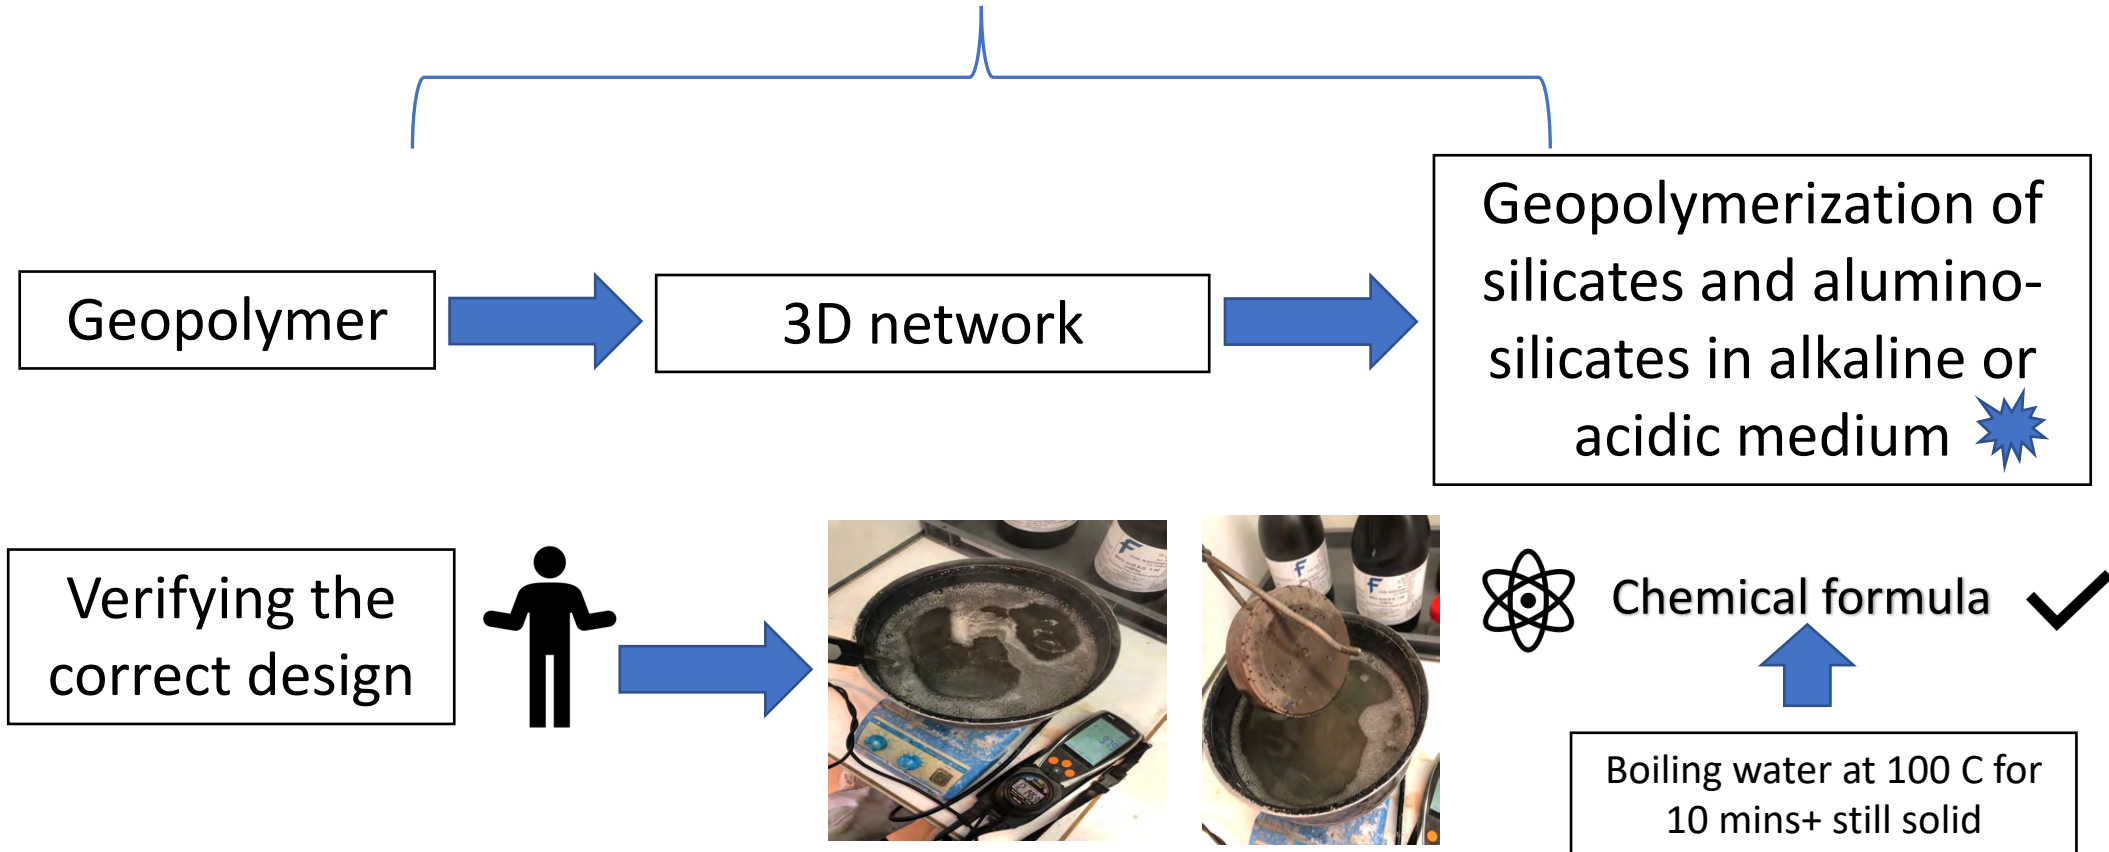 Geopolymer
3D network
Geopolymerization of
silicates and alumino-
silicates in alkaline or
acidic medium
Verifying the
correct design
Chemical formula
Boiling water at 100 C for
10 mins+ still solid